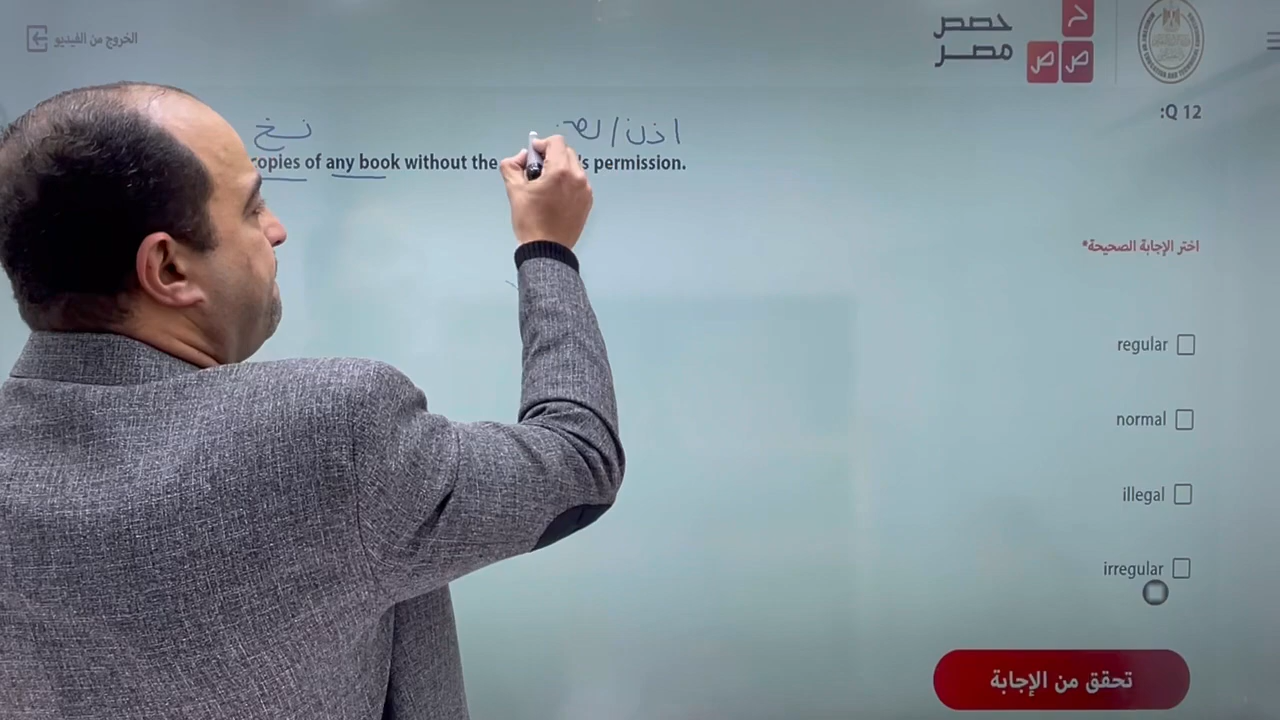 الخروج من الفيديو
حصص
مصر
ح
ص ص
:Q 12
نسخ
اذن /
copies of any book without the
's permission.
اختر الإجابة الصحيحة*
regular
normal
illegal
irregular
تحقق من الإجابة